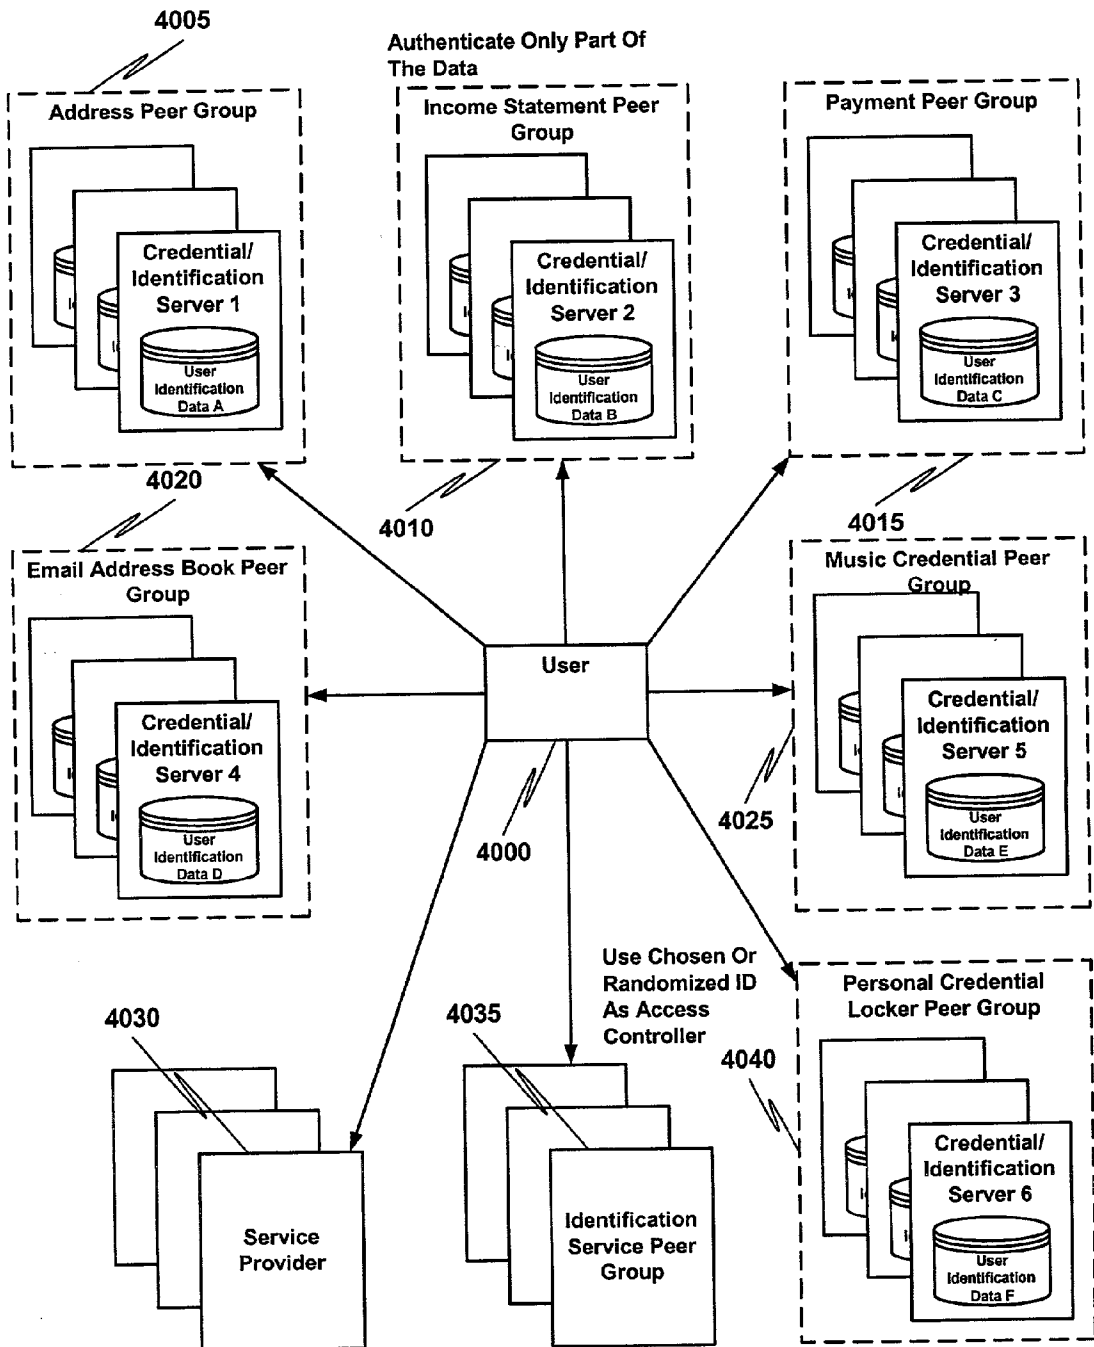 4005
Authenticate Only Part Of
The Data
Address Peer Group
Credential/
Identification
Server 1
User
Identification
Data A
Income Statement Peer
Group
Credential/
Identification
Server 2
User
Identification
Data B
Payment Peer Group
Credential/
Identification
Server 3
User
Identification
Data C
4020
4010
4015
Email Address Book Peer
Group
Credential/
Identification
Server 4
User
Identification
Data D
User
4000
Music Credential Peer
Group
Credential/
Identification
Server 5
User
Identification
Data E
4025
4030
4035
Use Chosen Or
Randomized ID
As Access
Controller
4040
Service
Provider
Identification
Service Peer
Group
Personal Credential
Locker Peer Group
Credential/
Identification
Server 6
User
Identification
Data F